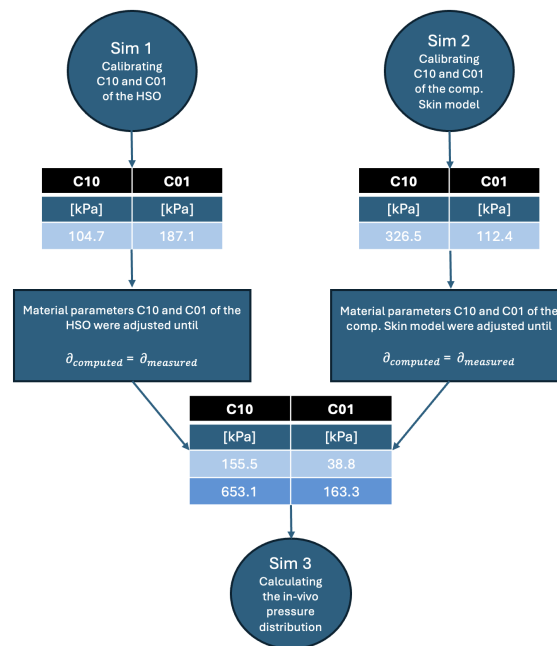 Sim 1
Calibrating
C10 and C01
of the HSO
Sim 2
Calibrating
C10 and C01
of the comp.
Skin model
C10 C01
[kPa] [kPa]
104.7 187.1
C10 C01
[kPa] [kPa]
326.5 112.4
Material parameters C10 and C01 of the
HSO were adjusted until
∂computed = ∂measured
Material parameters C10 and C01 of the
comp. Skin model were adjusted until
∂computed = ∂measured
C10 C01
[kPa] [kPa]
155.5 38.8
653.1 163.3
Sim 3
Calculating
the in-vivo
pressure
distribution